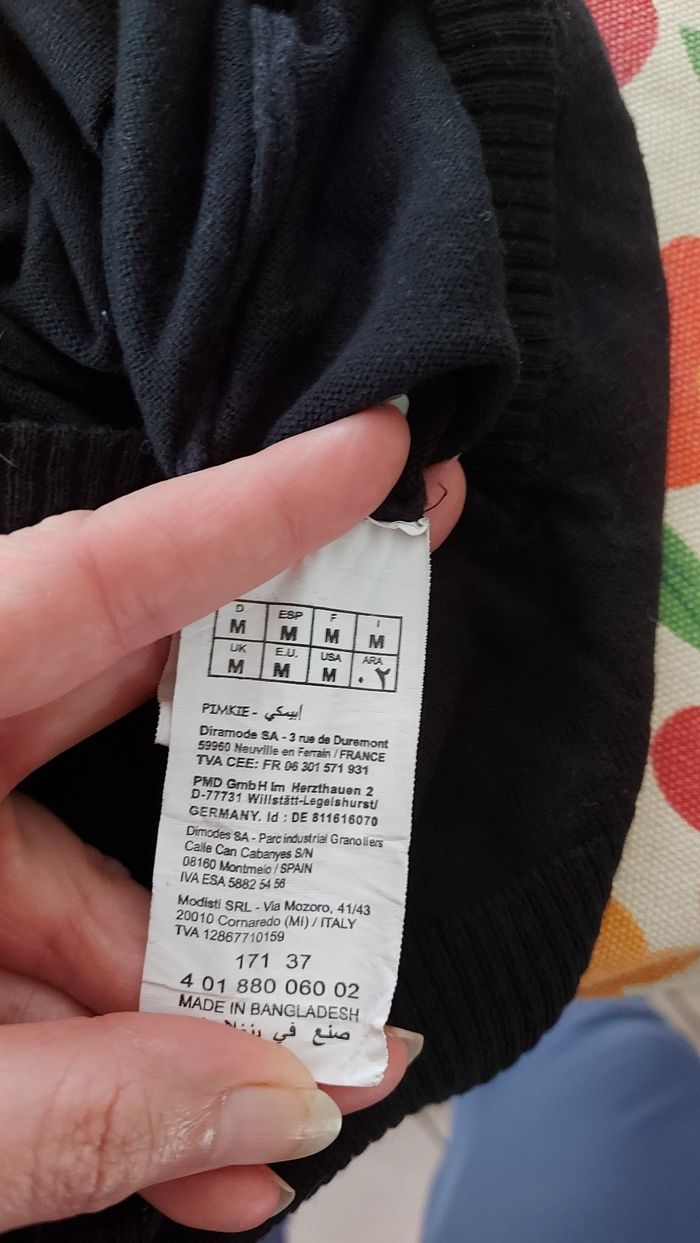 D ESP F I
M M M M
UK E.U. USA ARA
M M M ٠٢
PIMKIE - بيمكي
Diramode SA - 3 rue de Duremont
59960 Neuville en Ferrain / FRANCE
TVA CEE: FR 06 301 571 931
PMD GmbH Im Herzthauen 2
D-77731 Willstätt-Legelshurst/
GERMANY. Id : DE 811616070
Dimodes SA - Parc industrial Granollers
Calle Can Cabanyes S/N
08160 Montmelo / SPAIN
IVA ESA 5882 54 56
Modisti SRL - Via Mozoro, 41/43
20010 Cornaredo (MI) / ITALY
TVA 12867710159
171 37
4 01 880 060 02
MADE IN BANGLADESH
صنع في